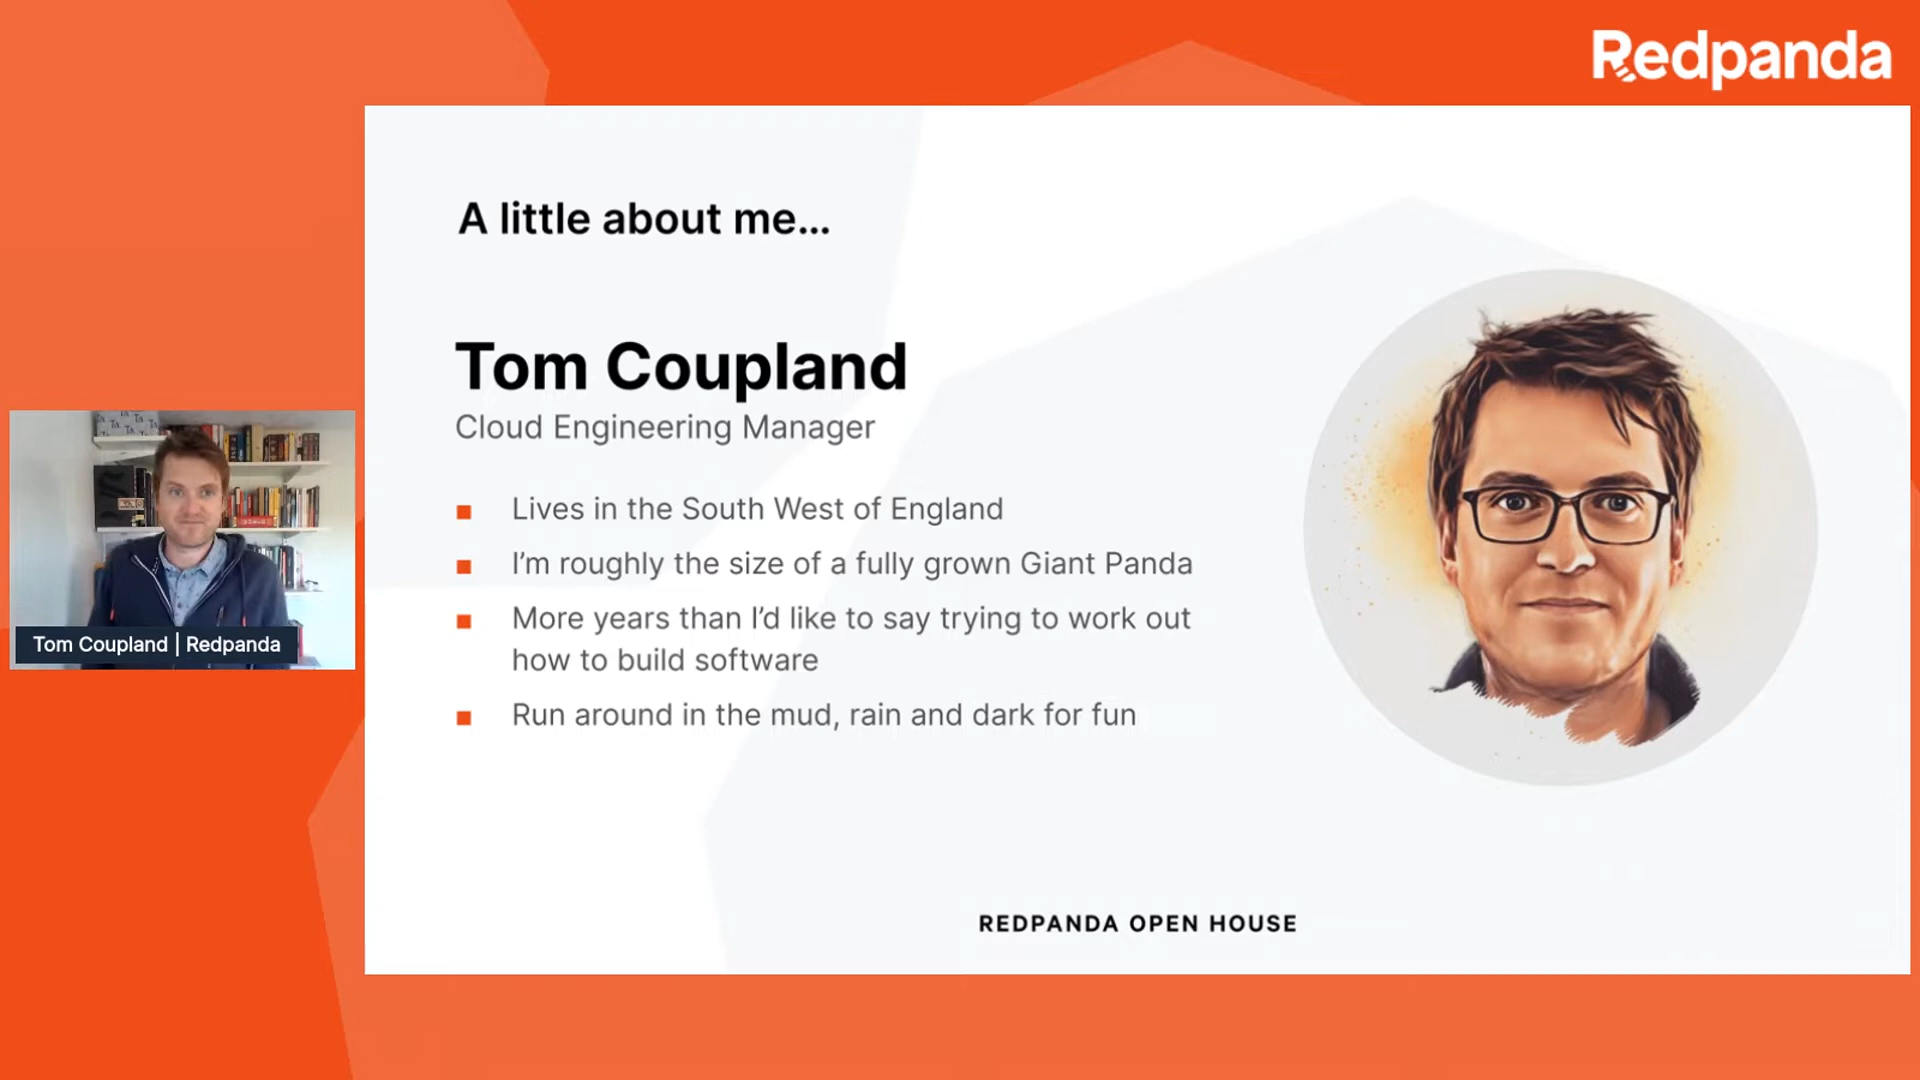 Redpanda
A little about me...
Tom Coupland
Cloud Engineering Manager
Lives in the South West of England
I'm roughly the size of a fully grown Giant Panda
More years than I'd like to say trying to work out
how to build software
Run around in the mud, rain and dark for fun
Tom Coupland | Redpanda
REDPANDA OPEN HOUSE